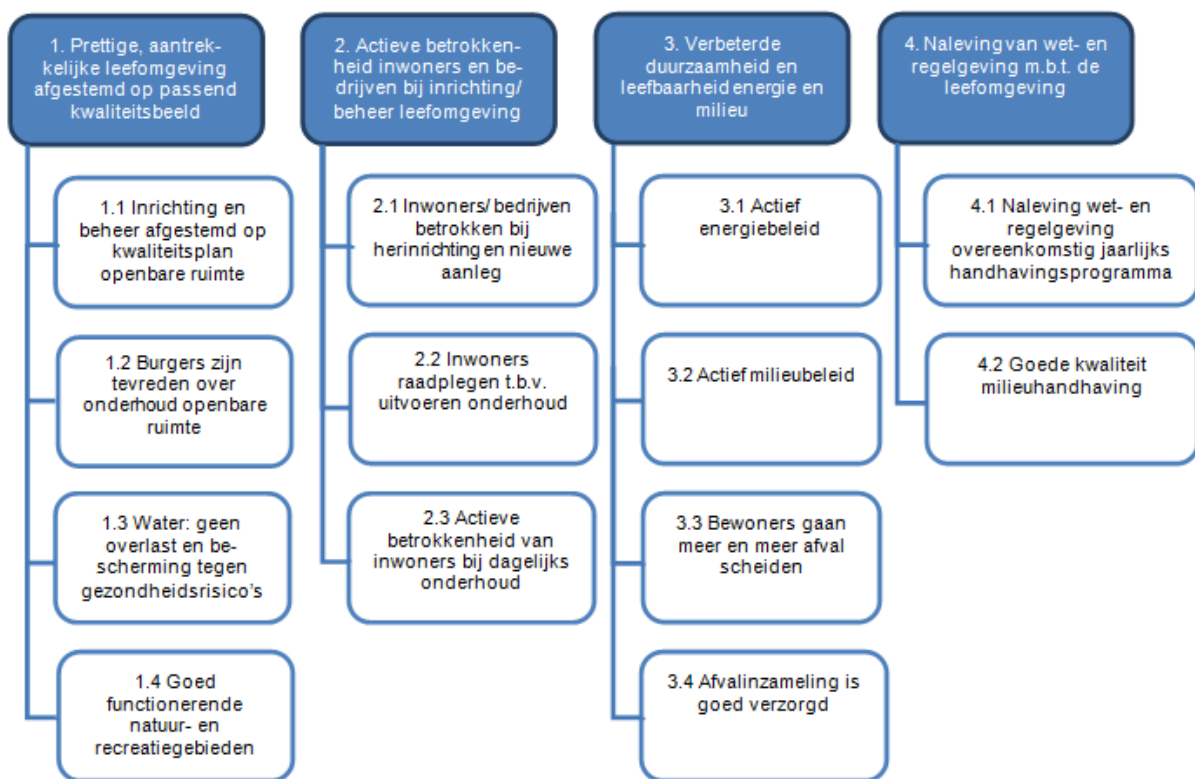 1. Prettige, aantrek-
kelijke leefomgeving
afgestemd op passend
kwaliteitsbeeld
1.1 Inrichting en
beheer afgestemd op
kwaliteitsplan
openbare ruimte
1.2 Burgers zijn
tevreden over
onderhoud openbare
ruimte
1.3 Water: geen
overlast en be-
scherming tegen
gezondheidsrisico's
1.4 Goed
functionerende
natuur- en
recreatiegebieden
2. Actieve betrokken-
heid inwoners en be-
drijven bij inrichting/
beheer leefomgeving
2.1 Inwoners/ bedrijven
betrokken bij
herinrichting en nieuwe
aanleg
2.2 Inwoners
raadplegen t.b.v.
uitvoeren onderhoud
2.3 Actieve
betrokkenheid van
inwoners bij dagelijks
onderhoud
3. Verbeterde
duurzaamheid en
leefbaarheid energie en
milieu
3.1 Actief
energiebeleid
3.2 Actief milieubeleid
3.3 Bewoners gaan
meer en meer afval
scheiden
3.4 Afvalinzameling is
goed verzorgd
4. Naleving van wet- en
regelgeving m.b.t. de
leefomgeving
4.1 Naleving wet- en
regelgeving
overeenkomstig jaarlijks
handhavingsprogramma
4.2 Goede kwaliteit
milieuhandhaving